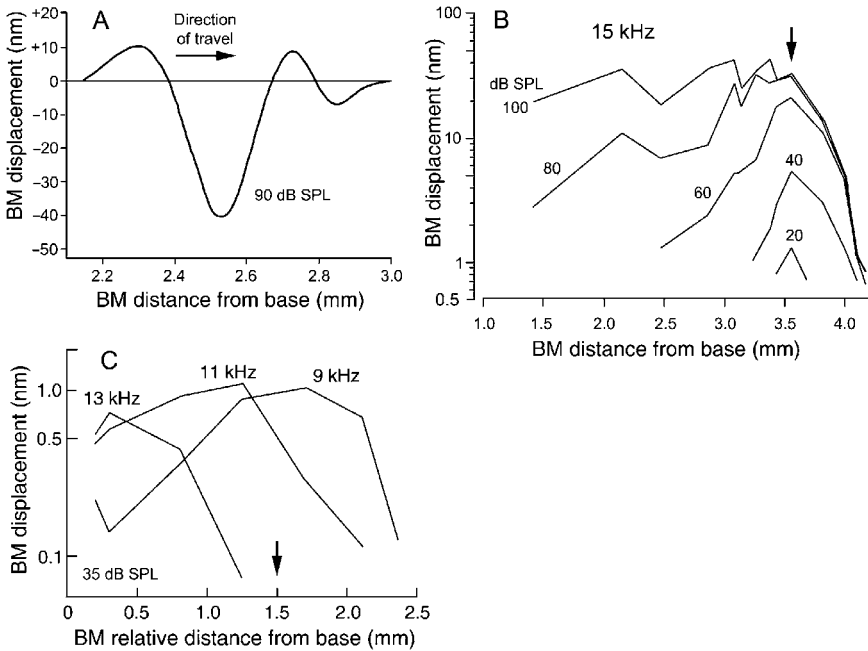 A
+20
+10
0
−10
−20
−30
−40
−50
BM displacement (nm)
Direction
of travel
90 dB SPL
2.2 2.4 2.6 2.8 3.0
BM distance from base (mm)
B
15 kHz
100
10
1
0.5
BM displacement (nm)
dB SPL
100
80
60
40
20
1.0 1.5 2.0 2.5 3.0 3.5 4.0
BM distance from base (mm)
C
1.0
0.5
0.1
BM displacement (nm)
13 kHz
11 kHz
9 kHz
35 dB SPL
0 0.5 1.0 1.5 2.0 2.5
BM relative distance from base (mm)